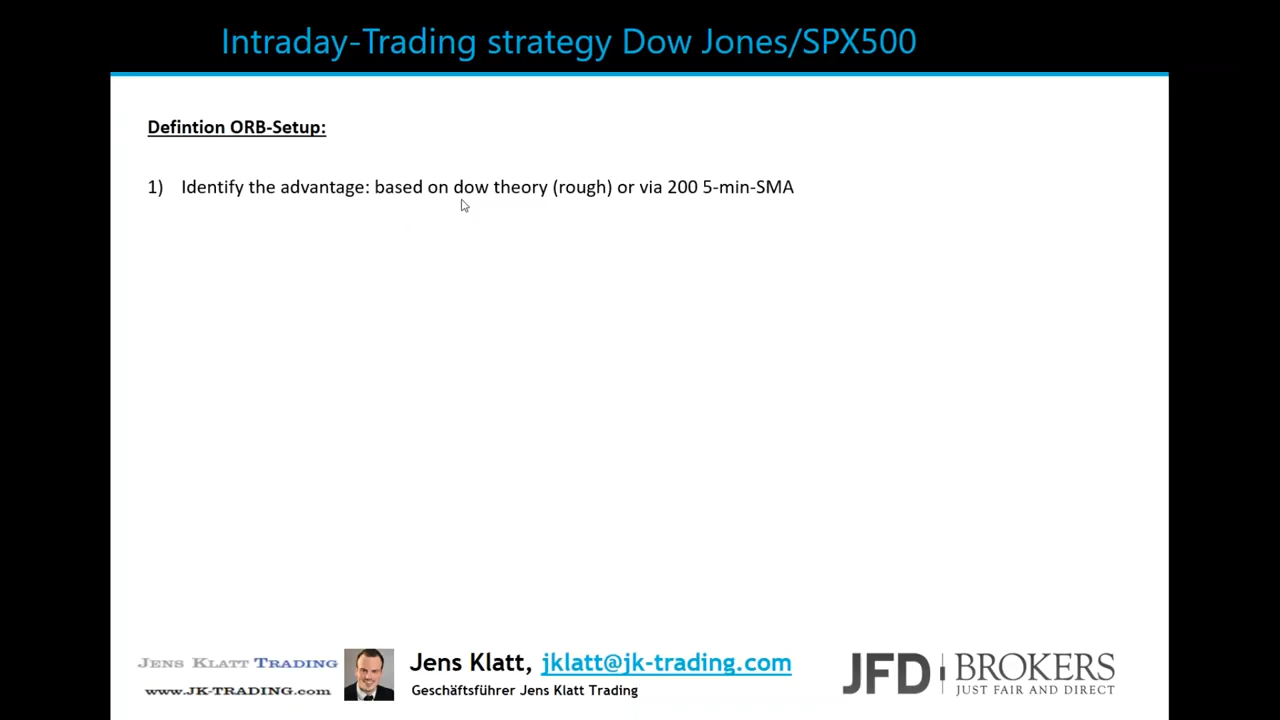 Intraday-Trading strategy Dow Jones/SPX500
Defintion ORB-Setup:
1) Identify the advantage: based on dow theory (rough) or via 200 5-min-SMA
JENS KLATT TRADING
www.JK-TRADING.com
Jens Klatt, jklatt@jk-trading.com
Geschäftsführer Jens Klatt Trading
JFD BROKERS
JUST FAIR AND DIRECT